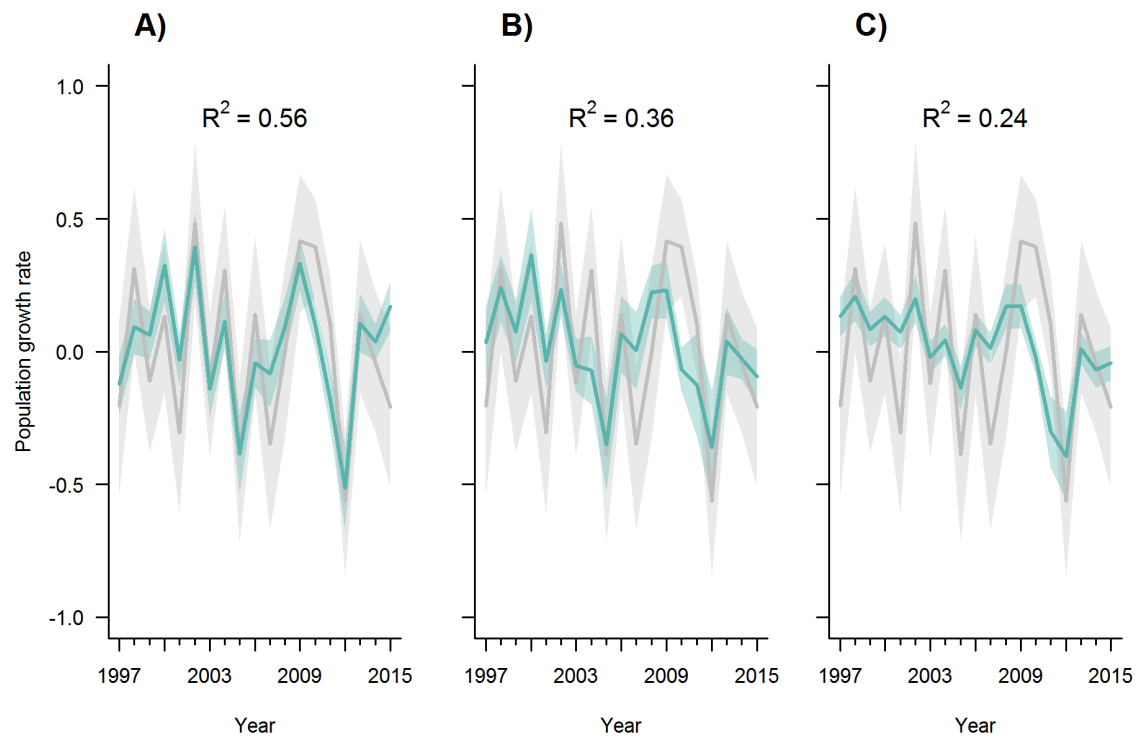 A) B) C)
R² = 0.56 R² = 0.36 R² = 0.24
1.0
0.5
0.0
-0.5
-1.0
Population growth rate
1997 2003 2009 2015 1997 2003 2009 2015 1997 2003 2009 2015
Year Year Year